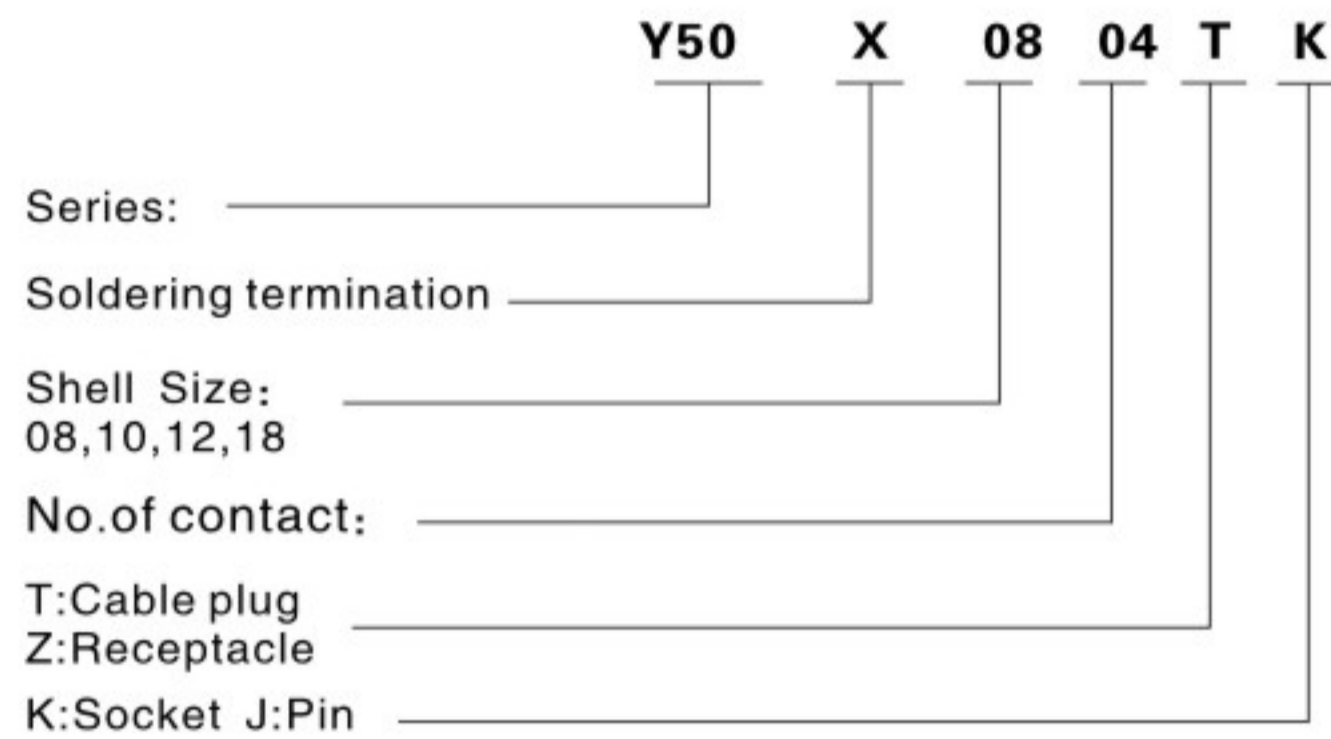 Y50 X 08 04 T K
Series:
Soldering termination
Shell Size：
08,10,12,18
No.of contact：
T:Cable plug
Z:Receptacle
K:Socket J:Pin